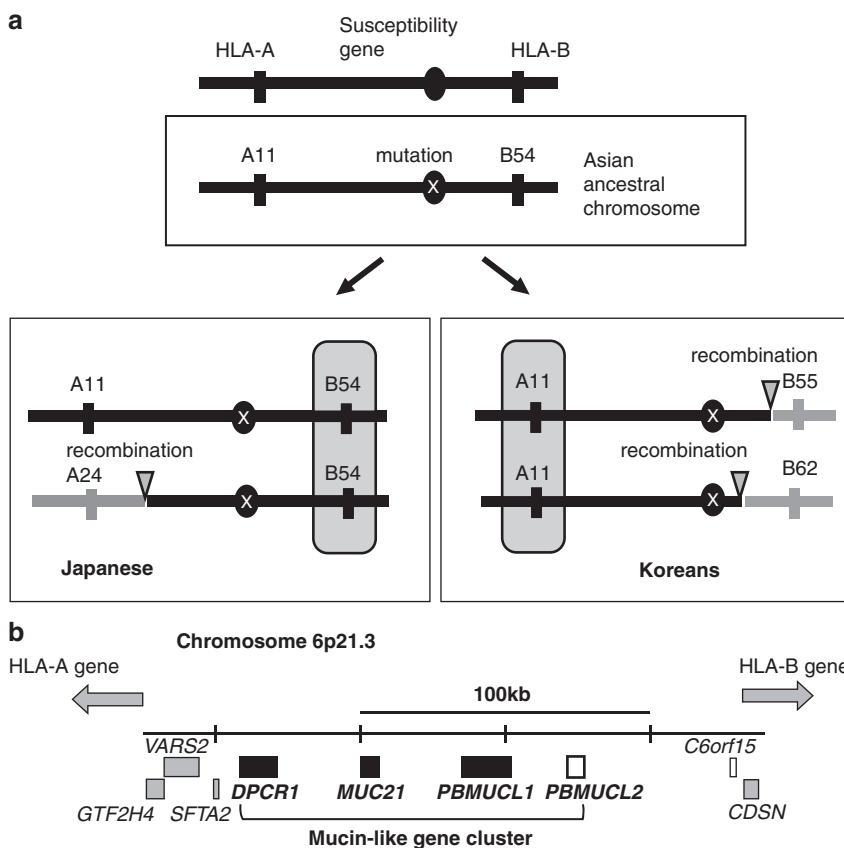 a
Susceptibility
gene
HLA-A
HLA-B
A11
mutation
B54
X
Asian
ancestral
chromosome
A11
B54
X
recombination
A24
B54
X
Japanese
recombination
A11
B55
X
recombination
A11
B62
X
Koreans
b
Chromosome 6p21.3
HLA-A gene
HLA-B gene
100kb
VARS2
C6orf15
GTF2H4
SFTA2
DPCR1
MUC21
PBMUCL1
PBMUCL2
CDSN
Mucin-like gene cluster